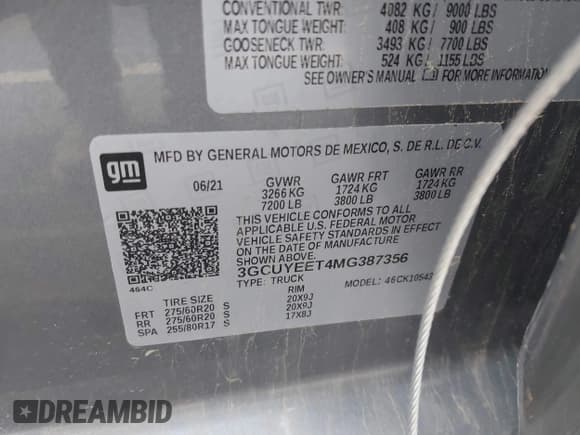 CONVENTIONAL TWR: 4082 KG/ 9000 LBS
MAX TONGUE WEIGHT: 408 KG / 900 LBS
GOOSENECK TWR: 3493 KG/ 7700 LBS
MAX TONGUE WEIGHT: 524 KG / 1155 LBS
SEE OWNER'S MANUAL FOR MORE INFORMATION
gm
MFD BY GENERAL MOTORS DE MEXICO, S. DE R.L. DE C.V.
06/21 GVWR GAWR FRT GAWR RR
3266 KG 1724 KG 1724 KG
7200 LB 3800 LB 3800 LB
THIS VEHICLE CONFORMS TO ALL
APPLICABLE U.S. FEDERAL MOTOR
VEHICLE SAFETY STANDARDS IN EFFECT
ON THE DATE OF MANUFACTURE SHOWN ABOVE.
3GCUYEET4MG387356
TYPE: TRUCK MODEL: 46CK10543
464C
TIRE SIZE RIM
FRT 275/60R20 S 20X9J
RR 275/60R20 S 20X9J
SPA 255/80R17 S 17X8J
DREAMBID